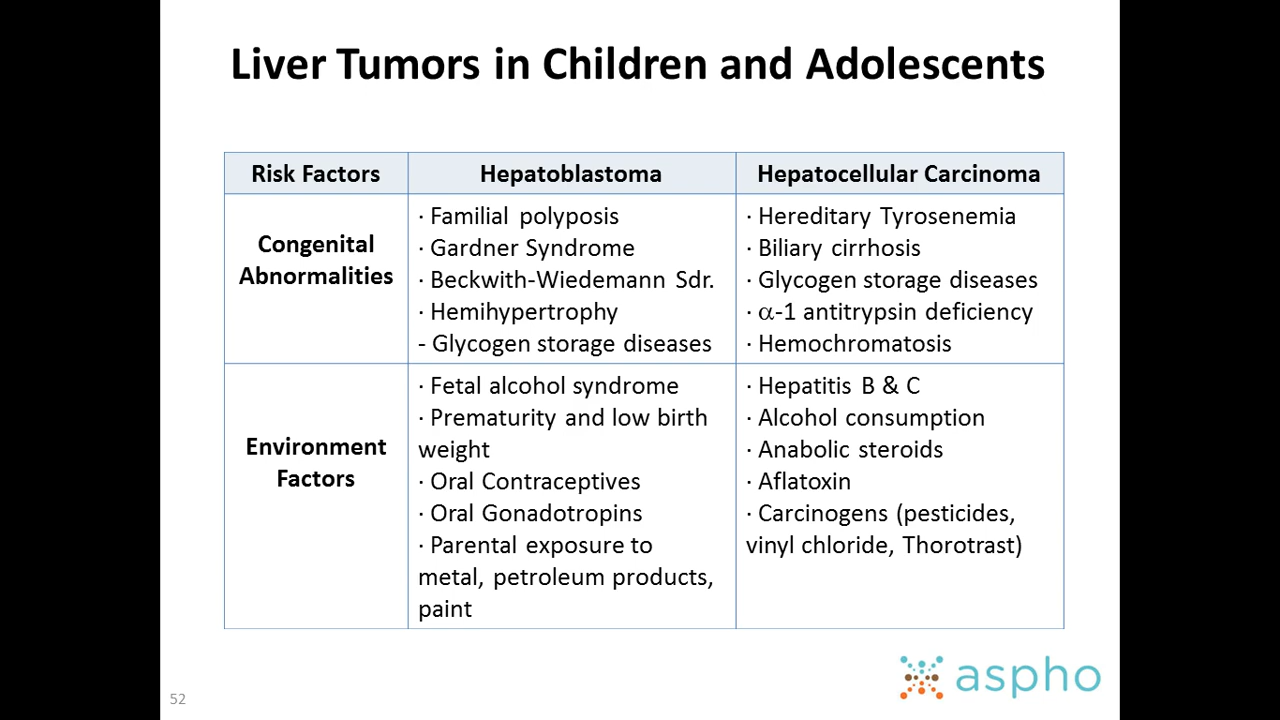 Liver Tumors in Children and Adolescents
Risk Factors
Hepatoblastoma
Hepatocellular Carcinoma
Congenital
Abnormalities
· Familial polyposis
· Gardner Syndrome
· Beckwith-Wiedemann Sdr.
· Hemihypertrophy
- Glycogen storage diseases
· Hereditary Tyrosenemia
· Biliary cirrhosis
· Glycogen storage diseases
· α-1 antitrypsin deficiency
· Hemochromatosis
Environment
Factors
· Fetal alcohol syndrome
· Prematurity and low birth
weight
· Oral Contraceptives
· Oral Gonadotropins
· Parental exposure to
metal, petroleum products,
paint
· Hepatitis B & C
· Alcohol consumption
· Anabolic steroids
· Aflatoxin
· Carcinogens (pesticides,
vinyl chloride, Thorotrast)
52
aspho